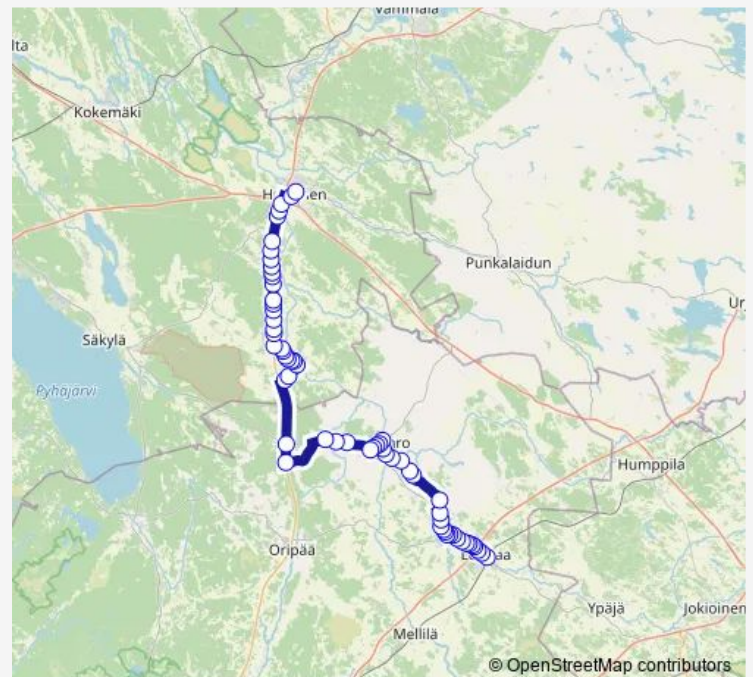 Vammala
lta
Kokemäki
Punkalaidun
Säkylä
Pyhäjärvi
Humppila
Oripää
Ypäjä
Jokioinen
Mellilä
© OpenStreetMap contributors